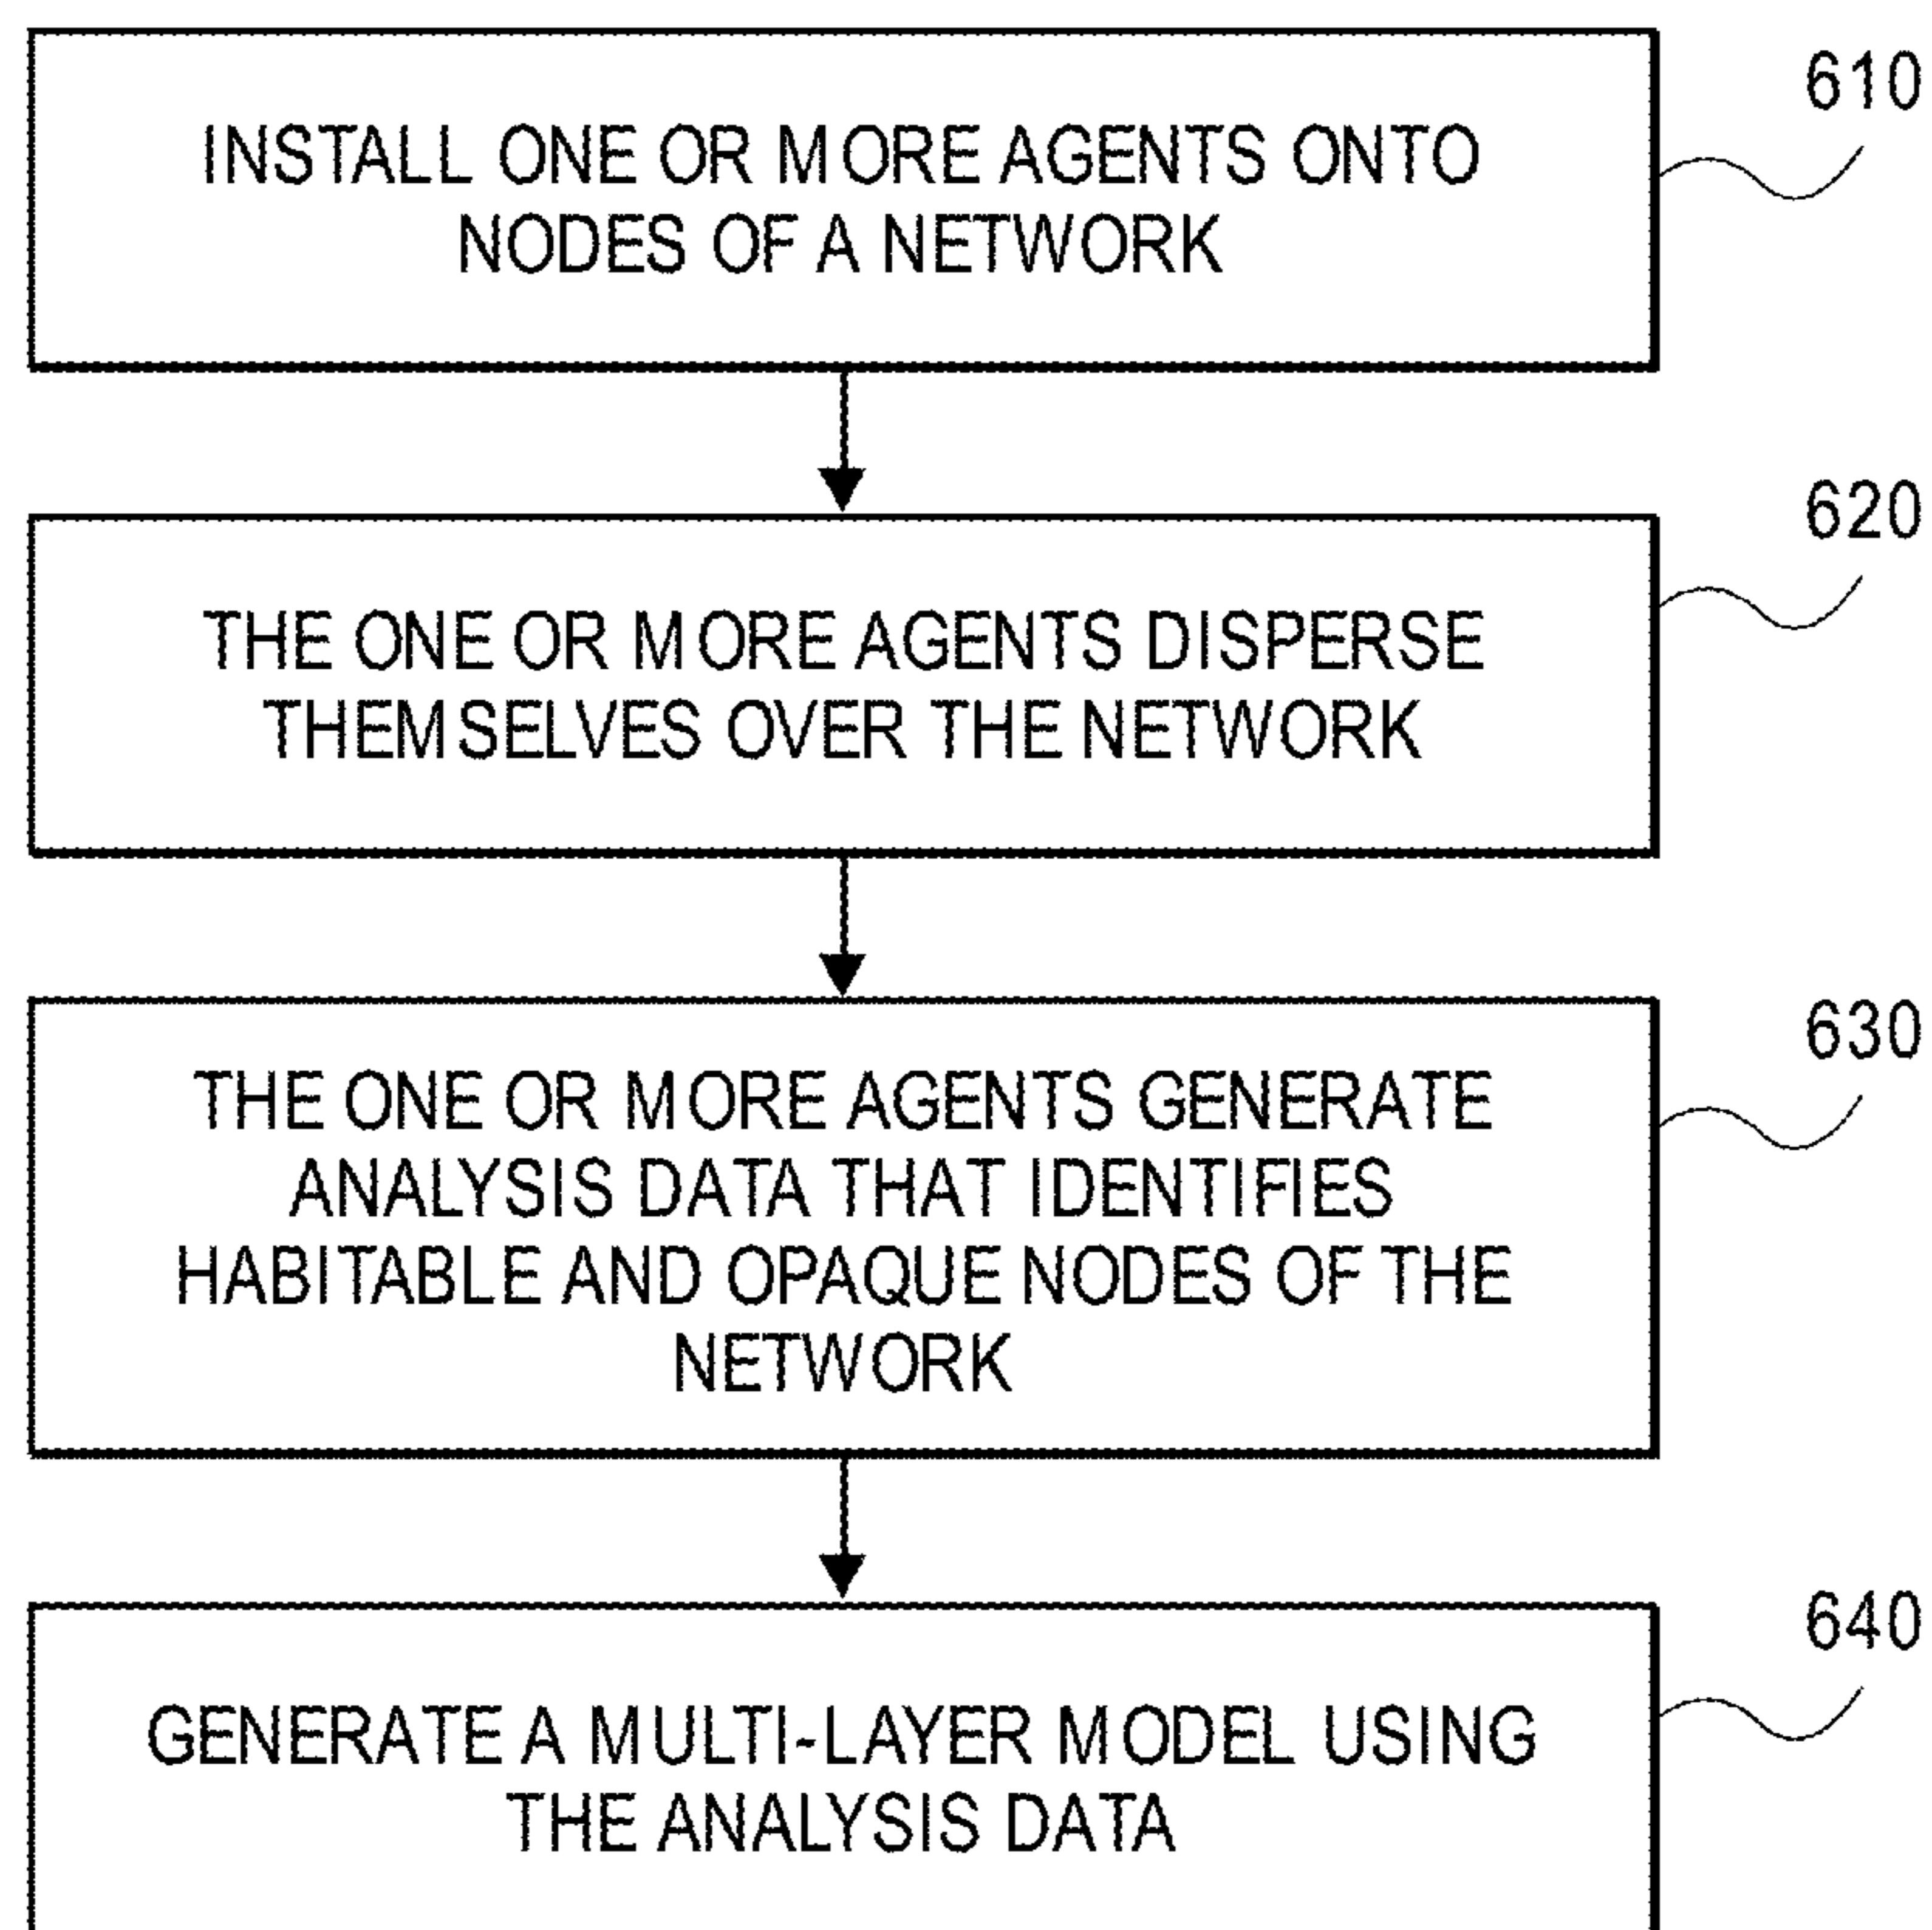 610
INSTALL ONE OR MORE AGENTS ONTO
NODES OF A NETWORK
620
THE ONE OR MORE AGENTS DISPERSE
THEMSELVES OVER THE NETWORK
630
THE ONE OR MORE AGENTS GENERATE
ANALYSIS DATA THAT IDENTIFIES
HABITABLE AND OPAQUE NODES OF THE
NETWORK
640
GENERATE A MULTI-LAYER MODEL USING
THE ANALYSIS DATA